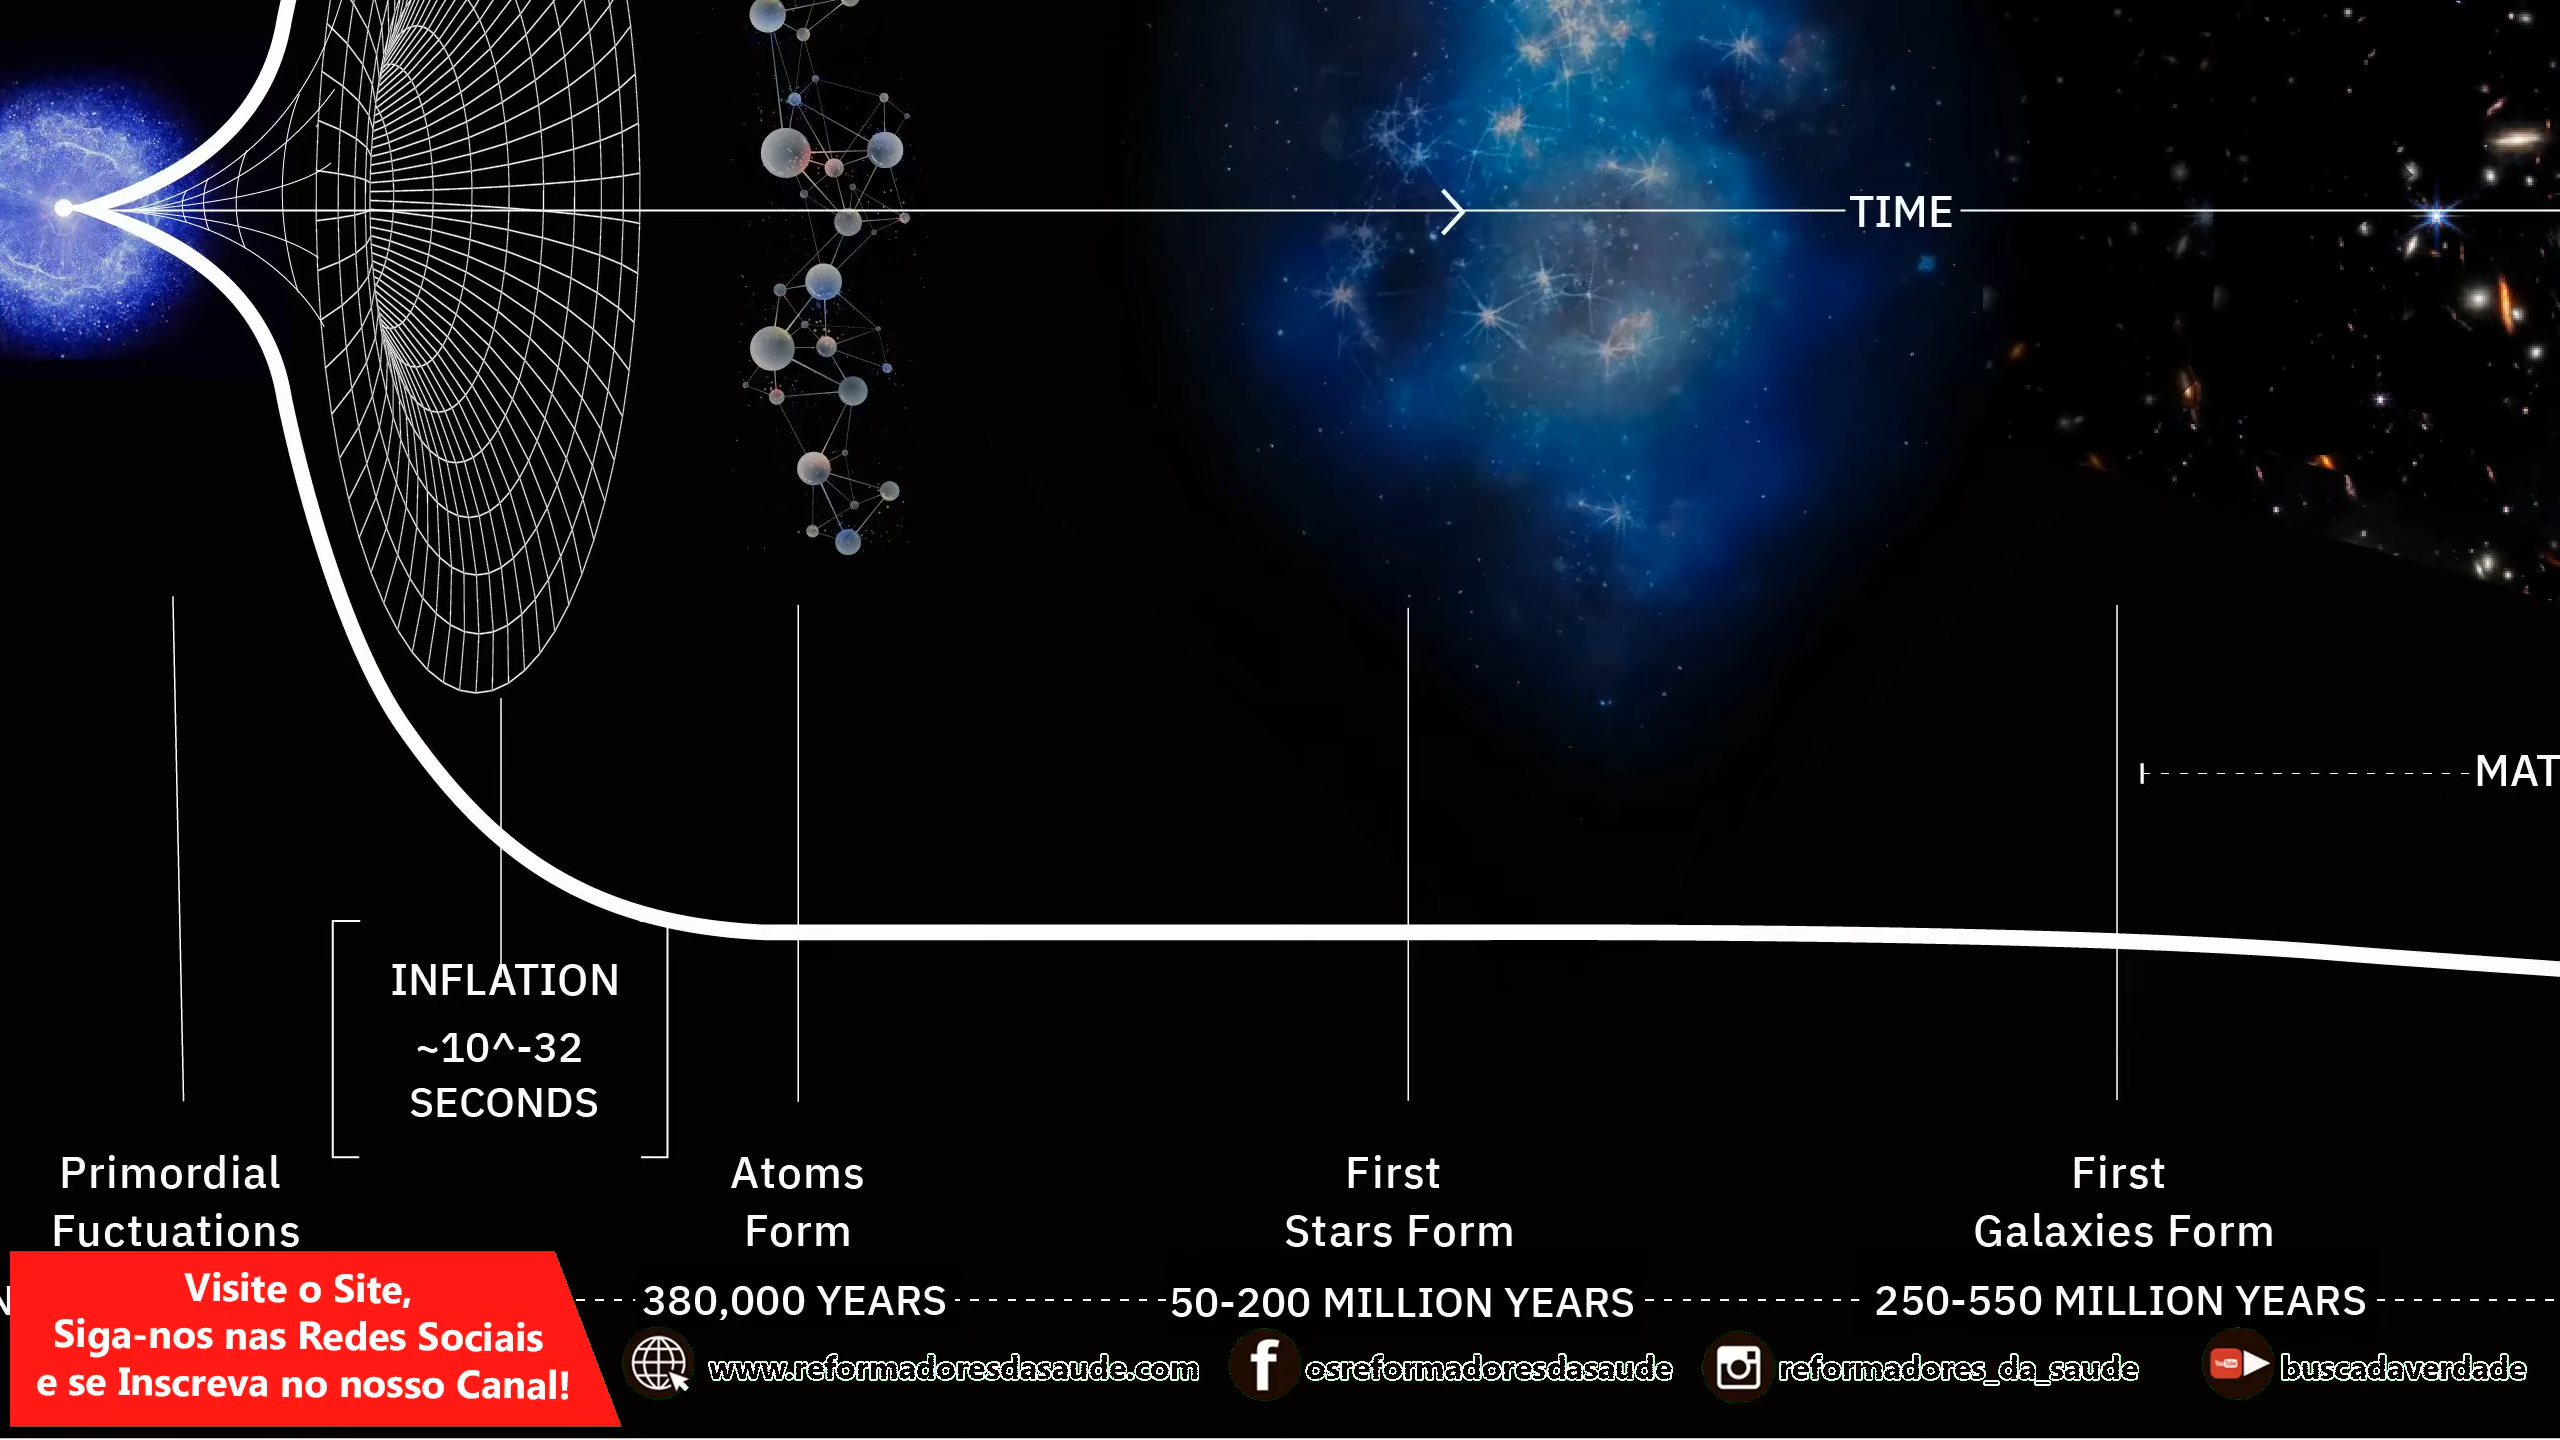 TIME
MAT
INFLATION
~10^-32
SECONDS
Primordial
Fuctuations
Atoms
Form
First
Stars Form
First
Galaxies Form
380,000 YEARS
50-200 MILLION YEARS
250-550 MILLION YEARS
Visite o Site,
Siga-nos nas Redes Sociais
e se Inscreva no nosso Canal!
www.reformadoresdasaude.com
osreformadoresdasaude
reformadores_da_saude
YouTube
buscadaverdade